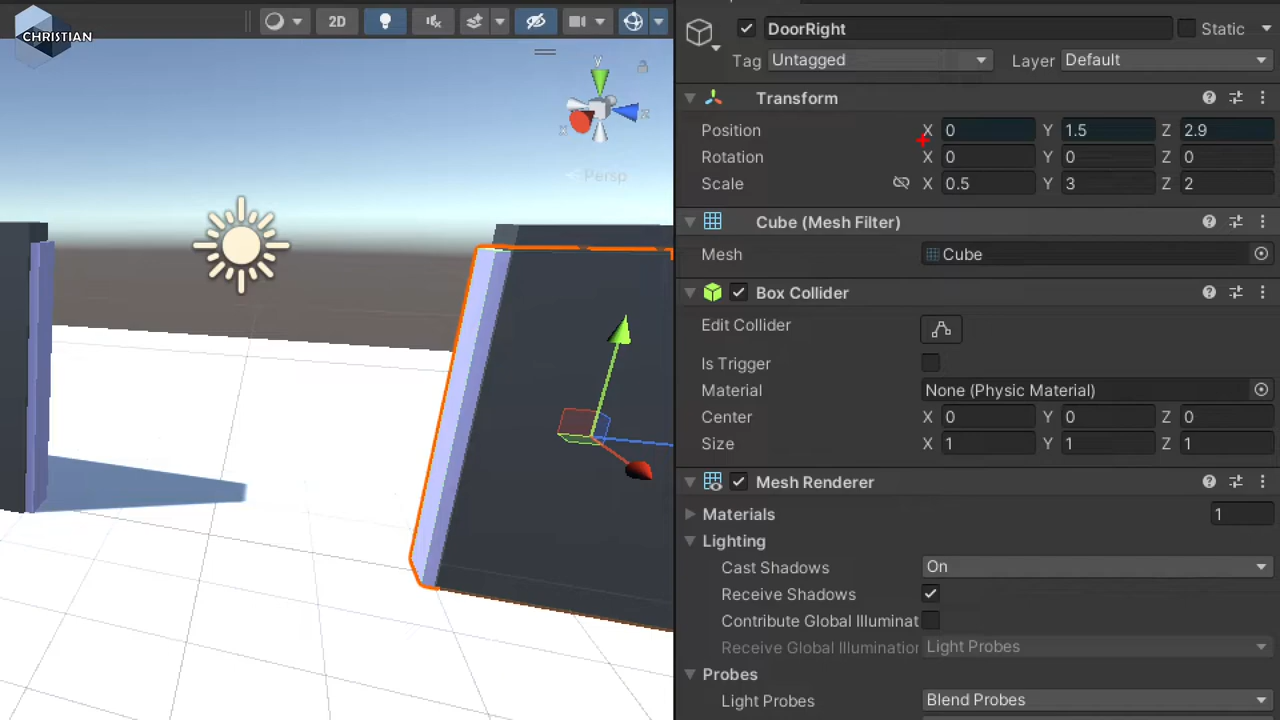 CHRISTIAN
2D
y
x
z
Persp
DoorRight
Static
Tag Untagged Layer Default
Transform
Position X 0 Y 1.5 Z 2.9
Rotation X 0 Y 0 Z 0
Scale X 0.5 Y 3 Z 2
Cube (Mesh Filter)
Mesh Cube
Box Collider
Edit Collider
Is Trigger
Material None (Physic Material)
Center X 0 Y 0 Z 0
Size X 1 Y 1 Z 1
Mesh Renderer
Materials 1
Lighting
Cast Shadows On
Receive Shadows
Contribute Global Illuminat
Receive Global Illumination Light Probes
Probes
Light Probes Blend Probes